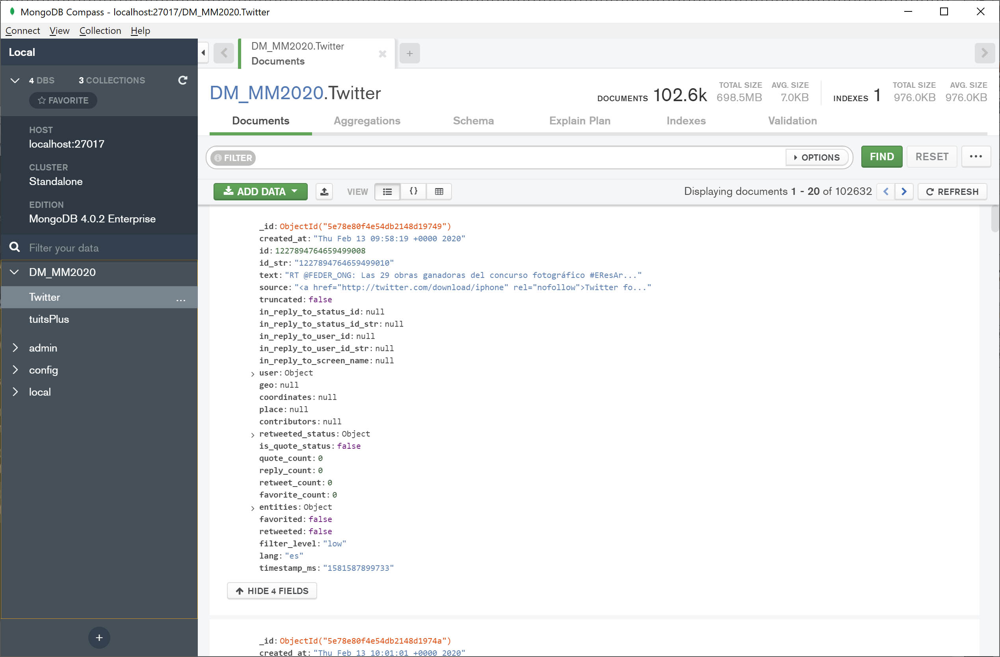 MongoDB Compass - localhost:27017/DM_MM2020.Twitter
Connect View Collection Help
Local
4 DBS 3 COLLECTIONS
FAVORITE
HOST
localhost:27017
CLUSTER
Standalone
EDITION
MongoDB 4.0.2 Enterprise
Filter your data
DM_MM2020
Twitter ...
tuitsPlus
admin
config
local
+
DM_MM2020.Twitter
Documents
+
DM_MM2020.Twitter
DOCUMENTS 102.6k TOTAL SIZE 698.5MB AVG. SIZE 7.0KB INDEXES 1 TOTAL SIZE 976.0KB AVG. SIZE 976.0KB
Documents Aggregations Schema Explain Plan Indexes Validation
FILTER OPTIONS FIND RESET ...
ADD DATA VIEW {} Displaying documents 1 - 20 of 102632 REFRESH
_id: ObjectId("5e78e80f4e54db2148d19749")
created_at: "Thu Feb 13 09:58:19 +0000 2020"
id: 1227894764659499008
id_str: "1227894764659499010"
text: "RT @FEDER_ONG: Las 29 obras ganadoras del concurso fotográfico #EResAr..."
source: "<a href="http://twitter.com/download/iphone" rel="nofollow">Twitter fo..."
truncated: false
in_reply_to_status_id: null
in_reply_to_status_id_str: null
in_reply_to_user_id: null
in_reply_to_user_id_str: null
in_reply_to_screen_name: null
user: Object
geo: null
coordinates: null
place: null
contributors: null
retweeted_status: Object
is_quote_status: false
quote_count: 0
reply_count: 0
retweet_count: 0
favorite_count: 0
entities: Object
favorited: false
retweeted: false
filter_level: "low"
lang: "es"
timestamp_ms: "1581587899733"
HIDE 4 FIELDS
_id: ObjectId("5e78e80f4e54db2148d1974a")
created_at: "Thu Feb 13 10:01:01 +0000 2020"